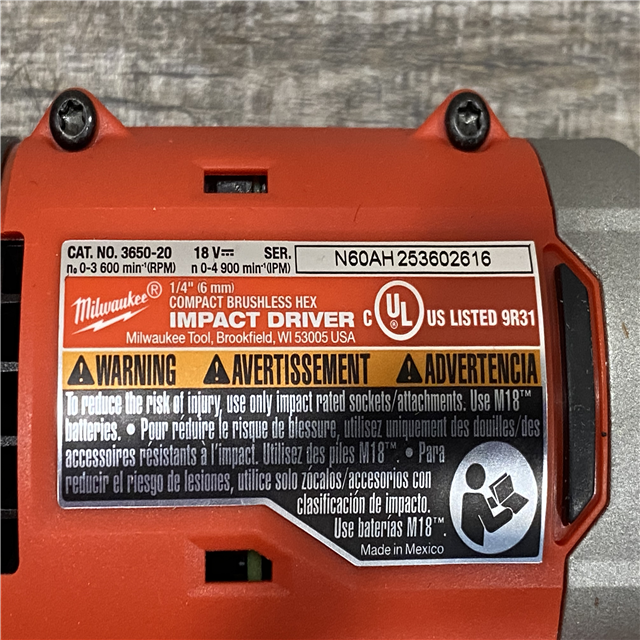 CAT. NO. 3650-20 18 V⎓ SER. N60AH 253602616
n₀ 0-3 600 min⁻¹(RPM) n 0-4 900 min⁻¹(IPM)
Milwaukee® 1/4" (6 mm)
COMPACT BRUSHLESS HEX
IMPACT DRIVER
C UL US LISTED 9R31
Milwaukee Tool, Brookfield, WI 53005 USA
WARNING AVERTISSEMENT ADVERTENCIA
To reduce the risk of injury, use only impact rated sockets/attachments. Use M18™
batteries. • Pour réduire le risque de blessure, utilisez uniquement des douilles/des
accessoires résistants à l'impact. Utilisez des piles M18™. • Para
reducir el riesgo de lesiones, utilice solo zócalos/accesorios con
clasificación de impacto.
Use baterías M18™.
Made in Mexico